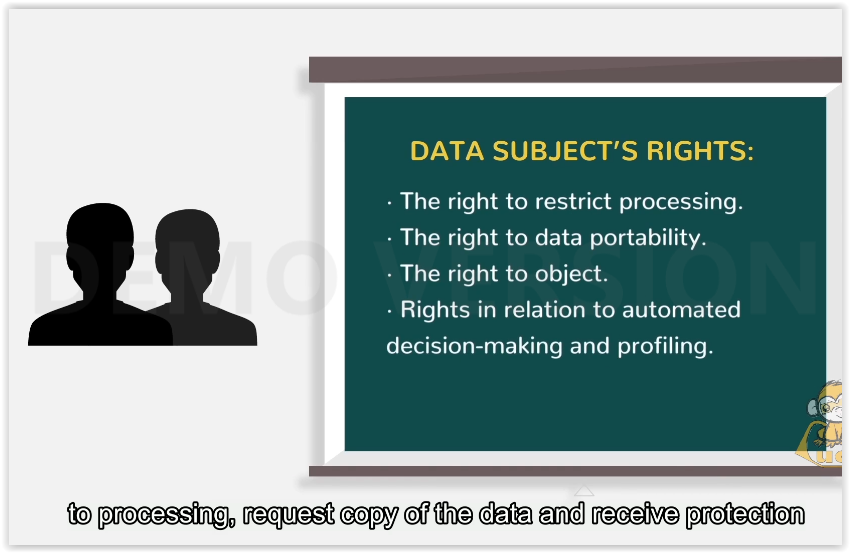 DATA SUBJECT'S RIGHTS:
· The right to restrict processing.
· The right to data portability.
· The right to object.
· Rights in relation to automated
decision-making and profiling.
DEMO VERSION
to processing, request copy of the data and receive protection